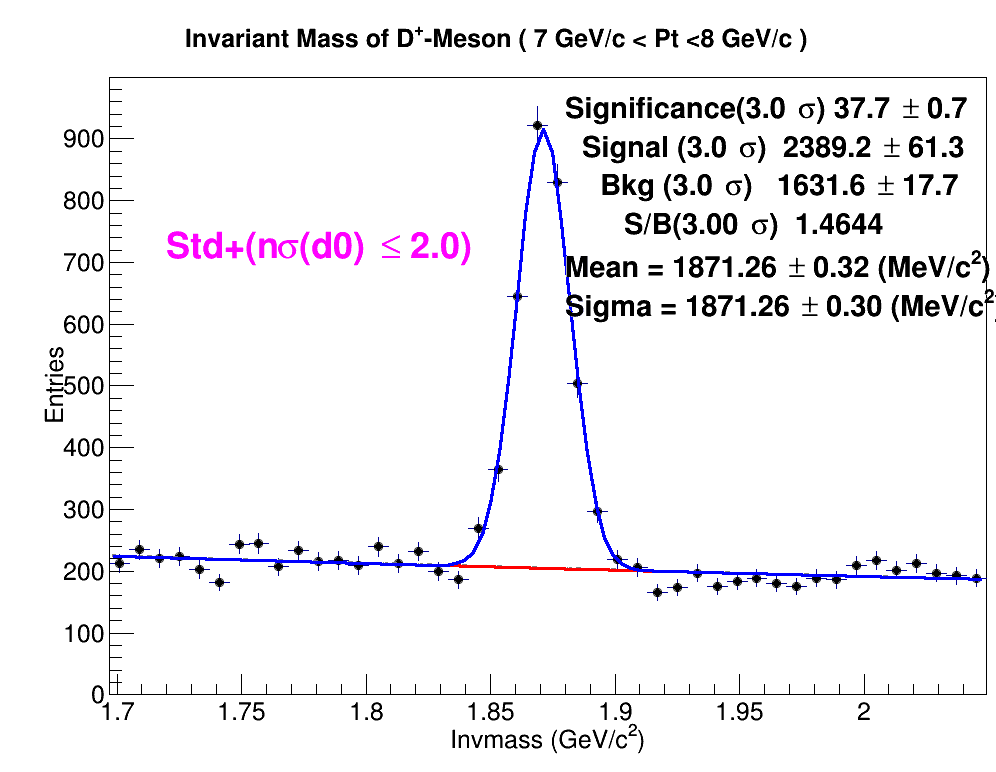 Invariant Mass of D⁺-Meson ( 7 GeV/c < Pt <8 GeV/c )
Significance(3.0 σ) 37.7 ± 0.7
Signal (3.0 σ) 2389.2 ± 61.3
Bkg (3.0 σ) 1631.6 ± 17.7
S/B(3.00 σ) 1.4644
Mean = 1871.26 ± 0.32 (MeV/c²)
Sigma = 1871.26 ± 0.30 (MeV/c²)
Std+(nσ(d0) ≤ 2.0)
Entries
900
800
700
600
500
400
300
200
100
0
1.7 1.75 1.8 1.85 1.9 1.95 2
Invmass (GeV/c²)